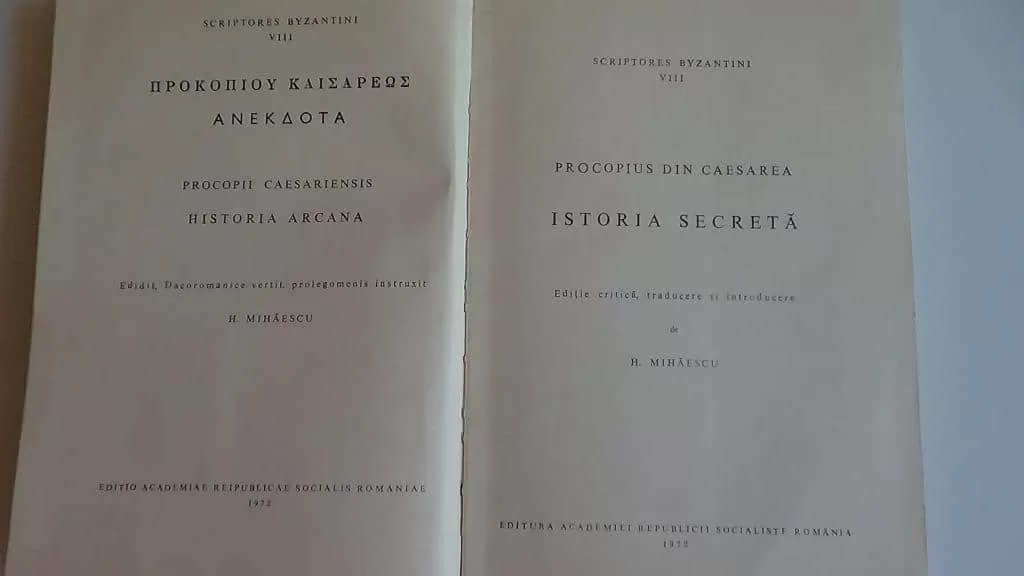 SCRIPTORES BYZANTINI
VIII
ΠΡΟΚΟΠΙΟΥ ΚΑΙΣΑΡΕΩΣ
ΑΝΕΚΔΟΤΑ
PROCOPII CAESARIENSIS
HISTORIA ARCANA
Edidit, Dacoromanice vertit, prolegomenis instruxit
H. MIHĂESCU
EDITIO ACADEMIAE REIPUBLICAE SOCIALIS ROMANIAE
1972
SCRIPTORES BYZANTINI
VIII
PROCOPIUS DIN CAESAREA
ISTORIA SECRETĂ
Ediție critică, traducere și introducere
de
H. MIHĂESCU
EDITURA ACADEMIEI REPUBLICII SOCIALISTE ROMÂNIA
1972